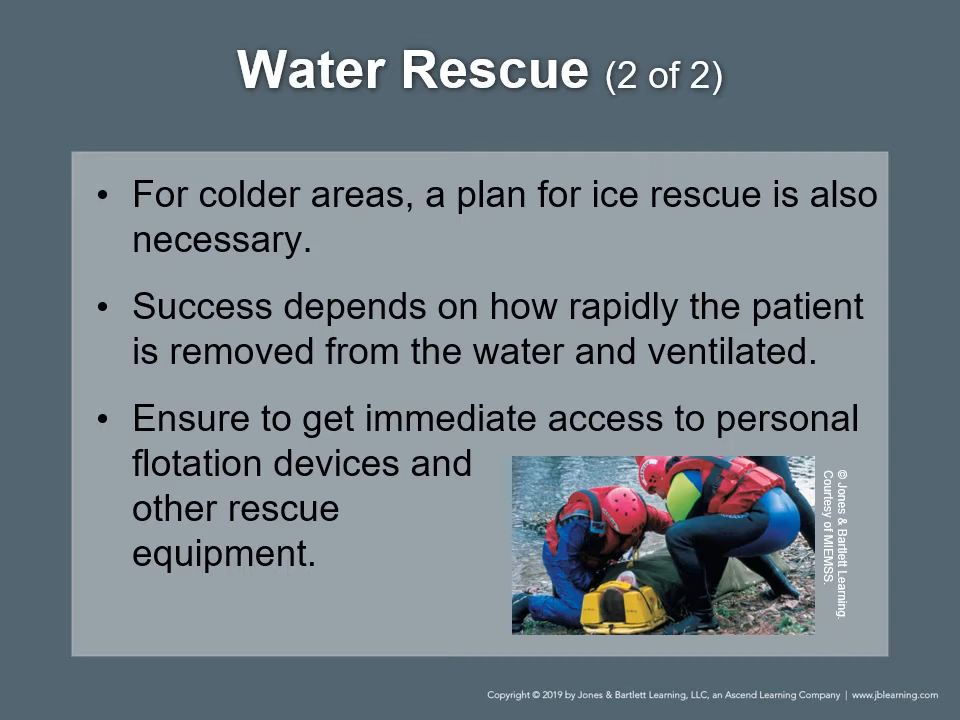 Water Rescue (2 of 2)
• For colder areas, a plan for ice rescue is also
necessary.
• Success depends on how rapidly the patient
is removed from the water and ventilated.
• Ensure to get immediate access to personal
flotation devices and
other rescue
equipment.
© Jones & Bartlett Learning.
Courtesy of MIEMSS.
Copyright © 2019 by Jones & Bartlett Learning, LLC, an Ascend Learning Company | www.jblearning.com